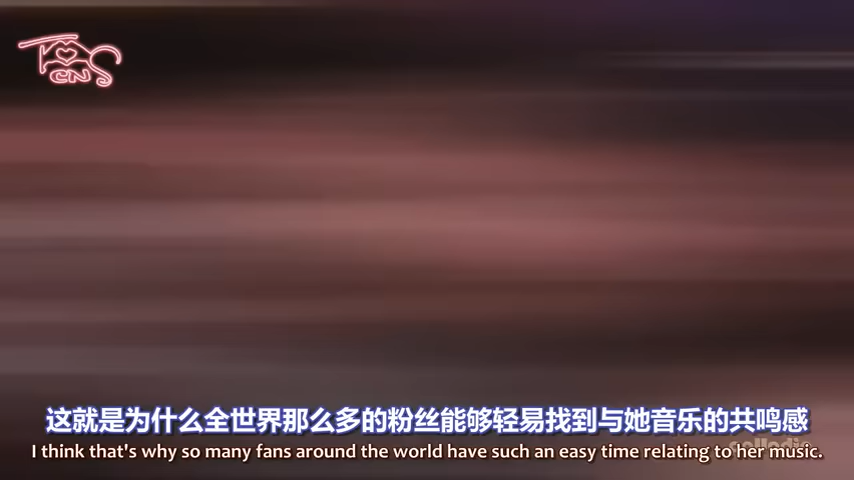 TØS
CN
这就是为什么全世界那么多的粉丝能够轻易找到与她音乐的共鸣感
I think that's why so many fans around the world have such an easy time relating to her music.